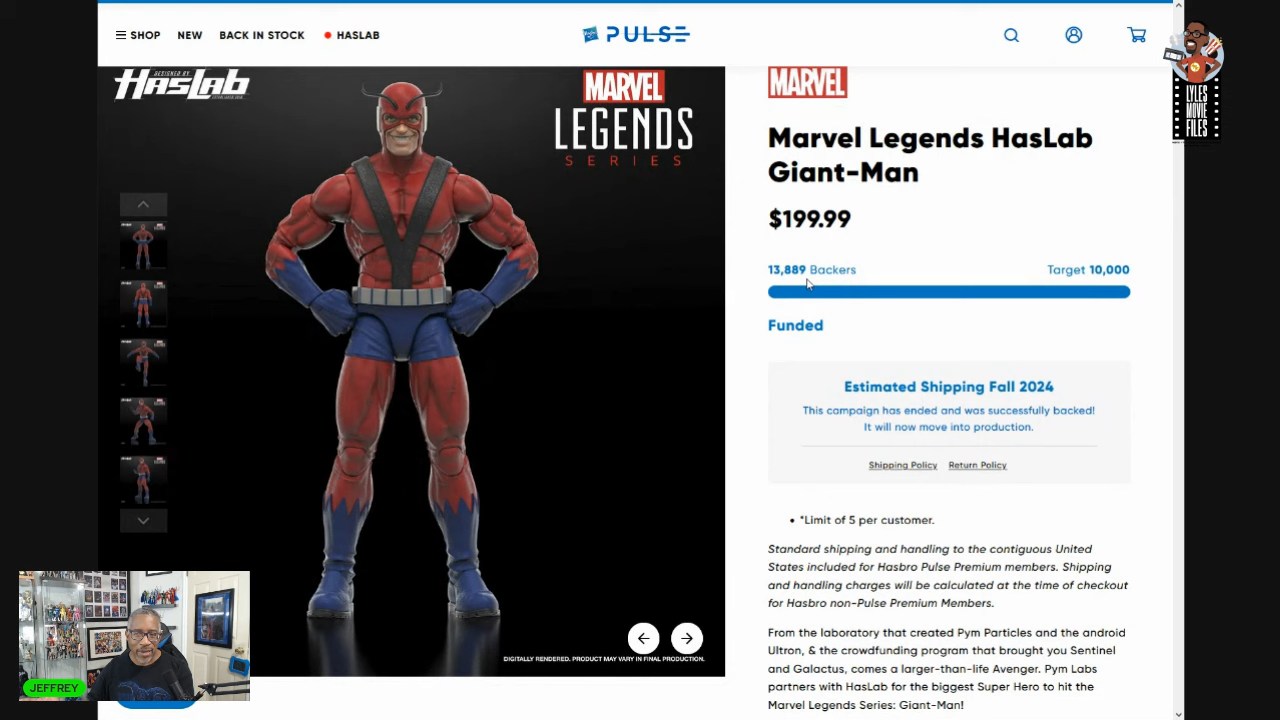 SHOP NEW BACK IN STOCK HASLAB
PULSE
DESIGNED BY
HASLAB
MARVEL
LEGENDS
SERIES
DIGITALLY RENDERED. PRODUCT MAY VARY IN FINAL PRODUCTION.
MARVEL
Marvel Legends HasLab
Giant-Man
$199.99
13,889 Backers Target 10,000
Funded
Estimated Shipping Fall 2024
This campaign has ended and was successfully backed!
It will now move into production.
Shipping Policy Return Policy
• *Limit of 5 per customer.
Standard shipping and handling to the contiguous United
States included for Hasbro Pulse Premium members. Shipping
and handling charges will be calculated at the time of checkout
for Hasbro non-Pulse Premium Members.
From the laboratory that created Pym Particles and the android
Ultron, & the crowdfunding program that brought you Sentinel
and Galactus, comes a larger-than-life Avenger. Pym Labs
partners with HasLab for the biggest Super Hero to hit the
Marvel Legends Series: Giant-Man!
LYLES
MOVIE
FILES
JEFFREY